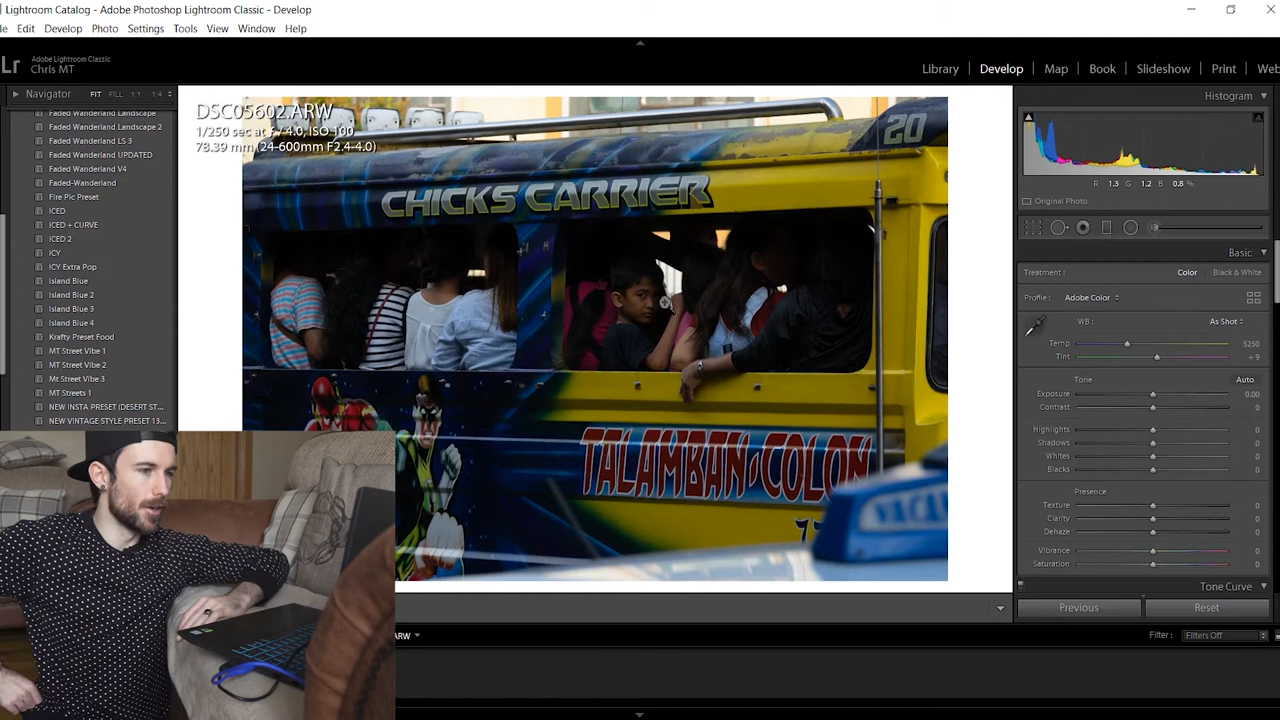 Lightroom Catalog - Adobe Photoshop Lightroom Classic - Develop
Edit Develop Photo Settings Tools View Window Help
Lr Adobe Lightroom Classic
Chris MT
Library Develop Map Book Slideshow Print Web
Navigator FIT FILL 1:1 1:4
Faded Wanderland Landscape
Faded Wanderland Landscape 2
Faded Wanderland LS 3
Faded Wanderland UPDATED
Faded Wanderland V4
Faded-Wanderland
Fire Pic Preset
ICED
ICED + CURVE
ICED 2
ICY
ICY Extra Pop
Island Blue
Island Blue 2
Island Blue 3
Island Blue 4
Krafty Preset Food
MT Street Vibe 1
MT Street Vibe 2
Mt Street Vibe 3
MT Streets 1
NEW INSTA PRESET (DESERT ST...
NEW VINTAGE STYLE PRESET 13...
DSC05602.ARW
1/250 sec at f / 4.0, ISO 100
78.39 mm (24-600mm F2.4-4.0)
20
CHICKS CARRIER
TALAMBAN-COLON
Histogram
R 1.3 G 1.2 B 0.8 %
Original Photo
Basic
Treatment : Color Black & White
Profile : Adobe Color
WB : As Shot
Temp 5250
Tint + 9
Tone Auto
Exposure 0.00
Contrast 0
Highlights 0
Shadows 0
Whites 0
Blacks 0
Presence
Texture 0
Clarity 0
Dehaze 0
Vibrance 0
Saturation 0
Tone Curve
Previous Reset
ARW
Filter : Filters Off